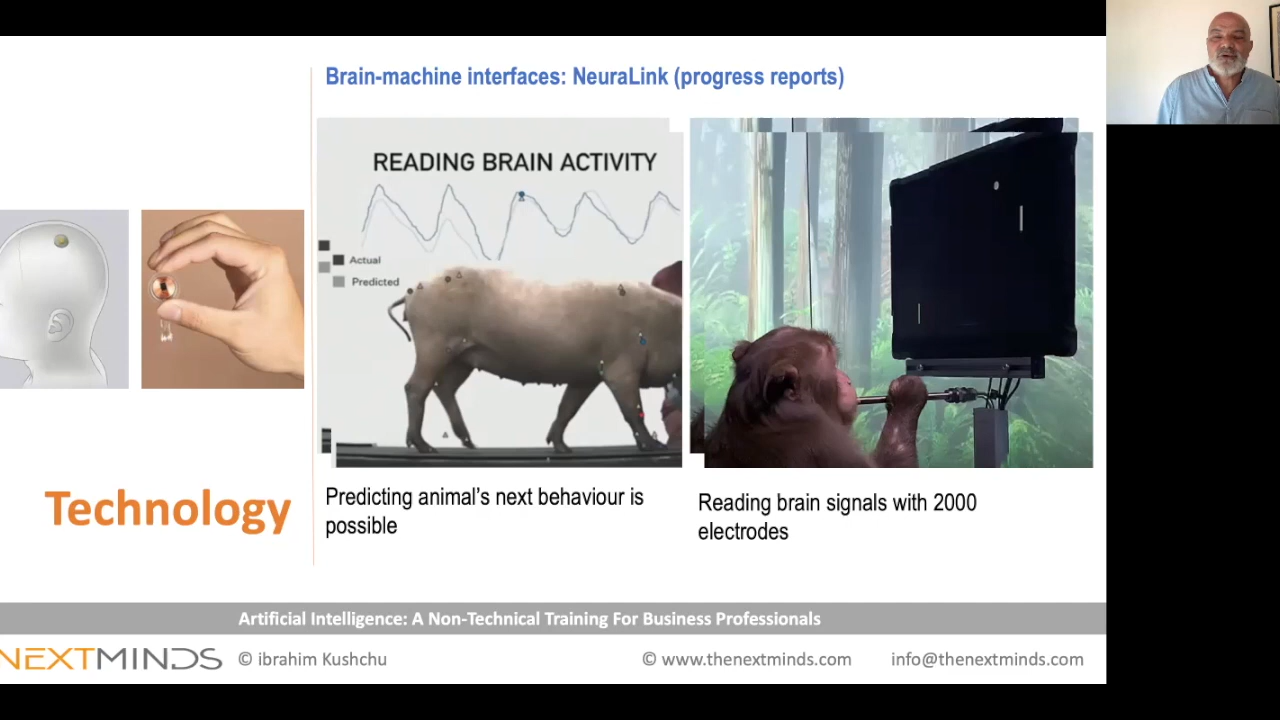 Brain-machine interfaces: NeuraLink (progress reports)
READING BRAIN ACTIVITY
Actual
Predicted
Technology
Predicting animal's next behaviour is
possible
Reading brain signals with 2000
electrodes
Artificial Intelligence: A Non-Technical Training For Business Professionals
NEXTMINDS © ibrahim Kushchu © www.thenextminds.com info@thenextminds.com